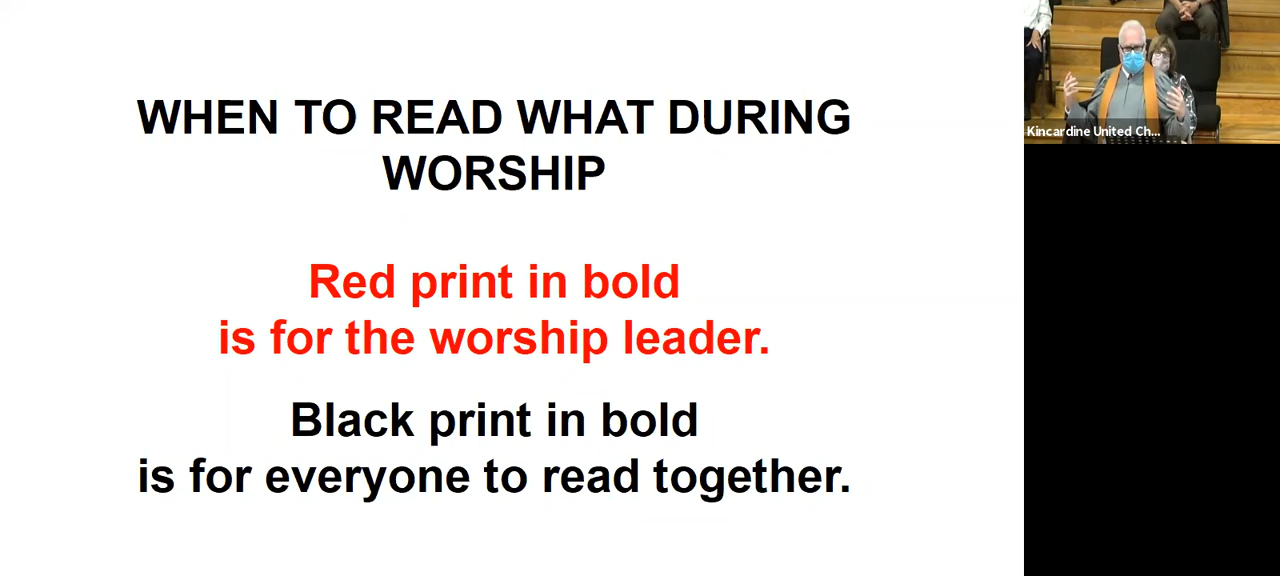 WHEN TO READ WHAT DURING
WORSHIP
Red print in bold
is for the worship leader.
Black print in bold
is for everyone to read together.
Kincardine United Ch...